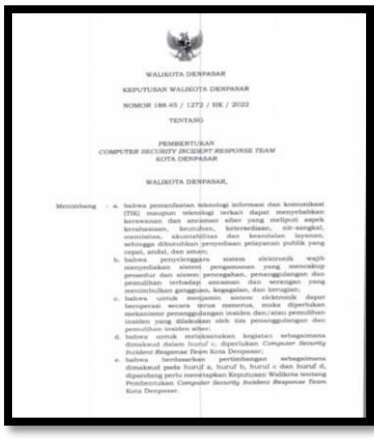 WALIKOTA DENPASAR
KEPUTUSAN WALIKOTA DENPASAR
NOMOR 188.45 / 1272 / HK / 2022
TENTANG
PEMBENTUKAN
COMPUTER SECURITY INCIDENT RESPONSE TEAM
KOTA DENPASAR
WALIKOTA DENPASAR,
Menimbang : a. bahwa pemanfaatan teknologi informasi dan komunikasi
(TIK) maupun teknologi terkait dapat menyebabkan
kerawanan dan ancaman siber yang meliputi aspek
kerahasiaan, keutuhan, ketersediaan, nir-sangkal,
otentisitas, akuntabilitas dan keandalan layanan,
sehingga dibutuhkan penyediaan pelayanan publik yang
cepat, andal, dan aman;
b. bahwa penyelenggara sistem elektronik wajib
menyediakan sistem pengamanan yang mencakup
prosedur dan sistem pencegahan, penanggulangan dan
pemulihan terhadap ancaman dan serangan yang
menimbulkan gangguan, kegagalan, dan kerugian;
c. bahwa untuk menjamin sistem elektronik dapat
beroperasi secara terus menerus, maka diperlukan
mekanisme penanggulangan insiden dan/atau pemulihan
insiden yang dilakukan oleh tim penanggulangan dan
pemulihan insiden siber;
d. bahwa untuk melaksanakan kegiatan sebagaimana
dimaksud dalam huruf c, diperlukan Computer Security
Incident Response Team Kota Denpasar;
e. bahwa berdasarkan pertimbangan sebagaimana
dimaksud pada huruf a, huruf b, huruf c dan huruf d,
dipandang perlu menetapkan Keputusan Walikota tentang
Pembentukan Computer Security Incident Response Team
Kota Denpasar.